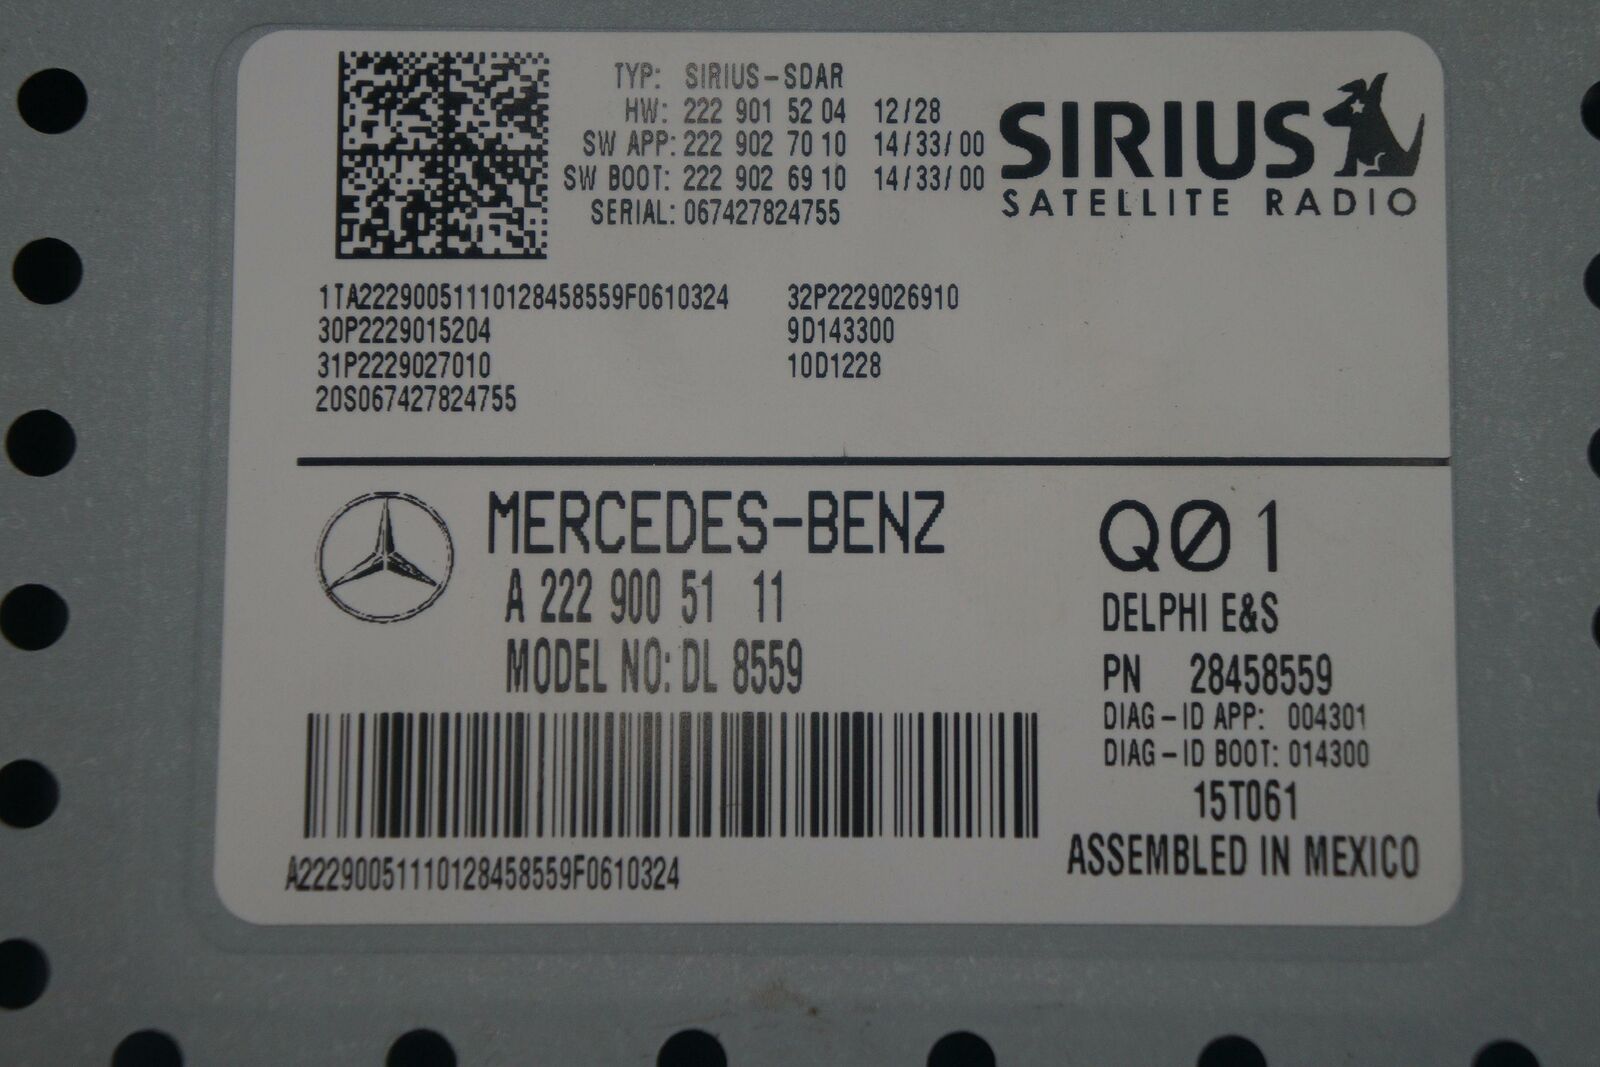 TYP: SIRIUS-SDAR
HW: 222 901 52 04 12/28
SW APP: 222 902 70 10 14/33/00
SW BOOT: 222 902 69 10 14/33/00
SERIAL: 067427824755
SIRIUS
SATELLITE RADIO
1TA22290051110128458559F0610324 32P2229026910
30P2229015204 9D143300
31P2229027010 10D1228
20S067427824755
MERCEDES-BENZ
A 222 900 51 11
MODEL NO: DL 8559
A22290051110128458559F0610324
QØ1
DELPHI E&S
PN 28458559
DIAG-ID APP: 004301
DIAG-ID BOOT: 014300
15T061
ASSEMBLED IN MEXICO